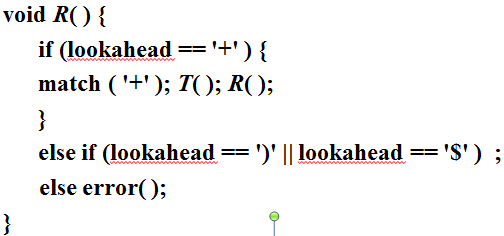 void R( ) {
if (lookahead == '+' ) {
match ( '+' ); T( ); R( );
}
else if (lookahead == ')' || lookahead == '$' ) ;
else error( );
}